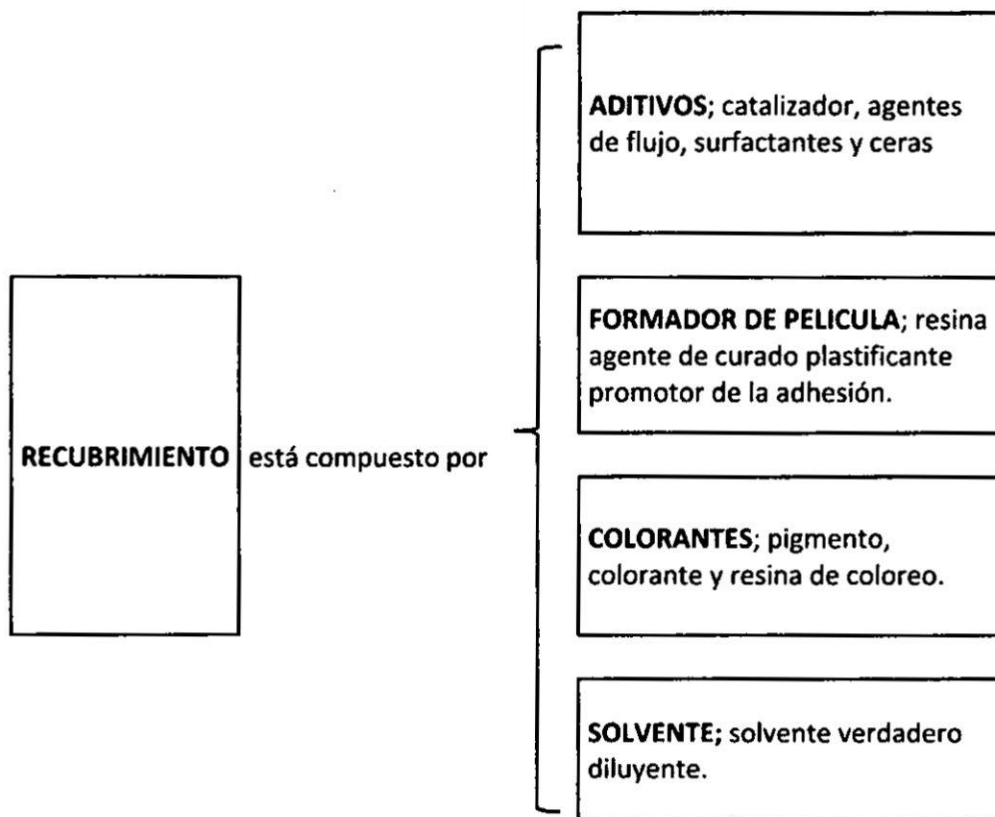 ADITIVOS; catalizador, agentes
de flujo, surfactantes y ceras
FORMADOR DE PELICULA; resina
agente de curado plastificante
promotor de la adhesión.
RECUBRIMIENTO está compuesto por
COLORANTES; pigmento,
colorante y resina de coloreo.
SOLVENTE; solvente verdadero
diluyente.